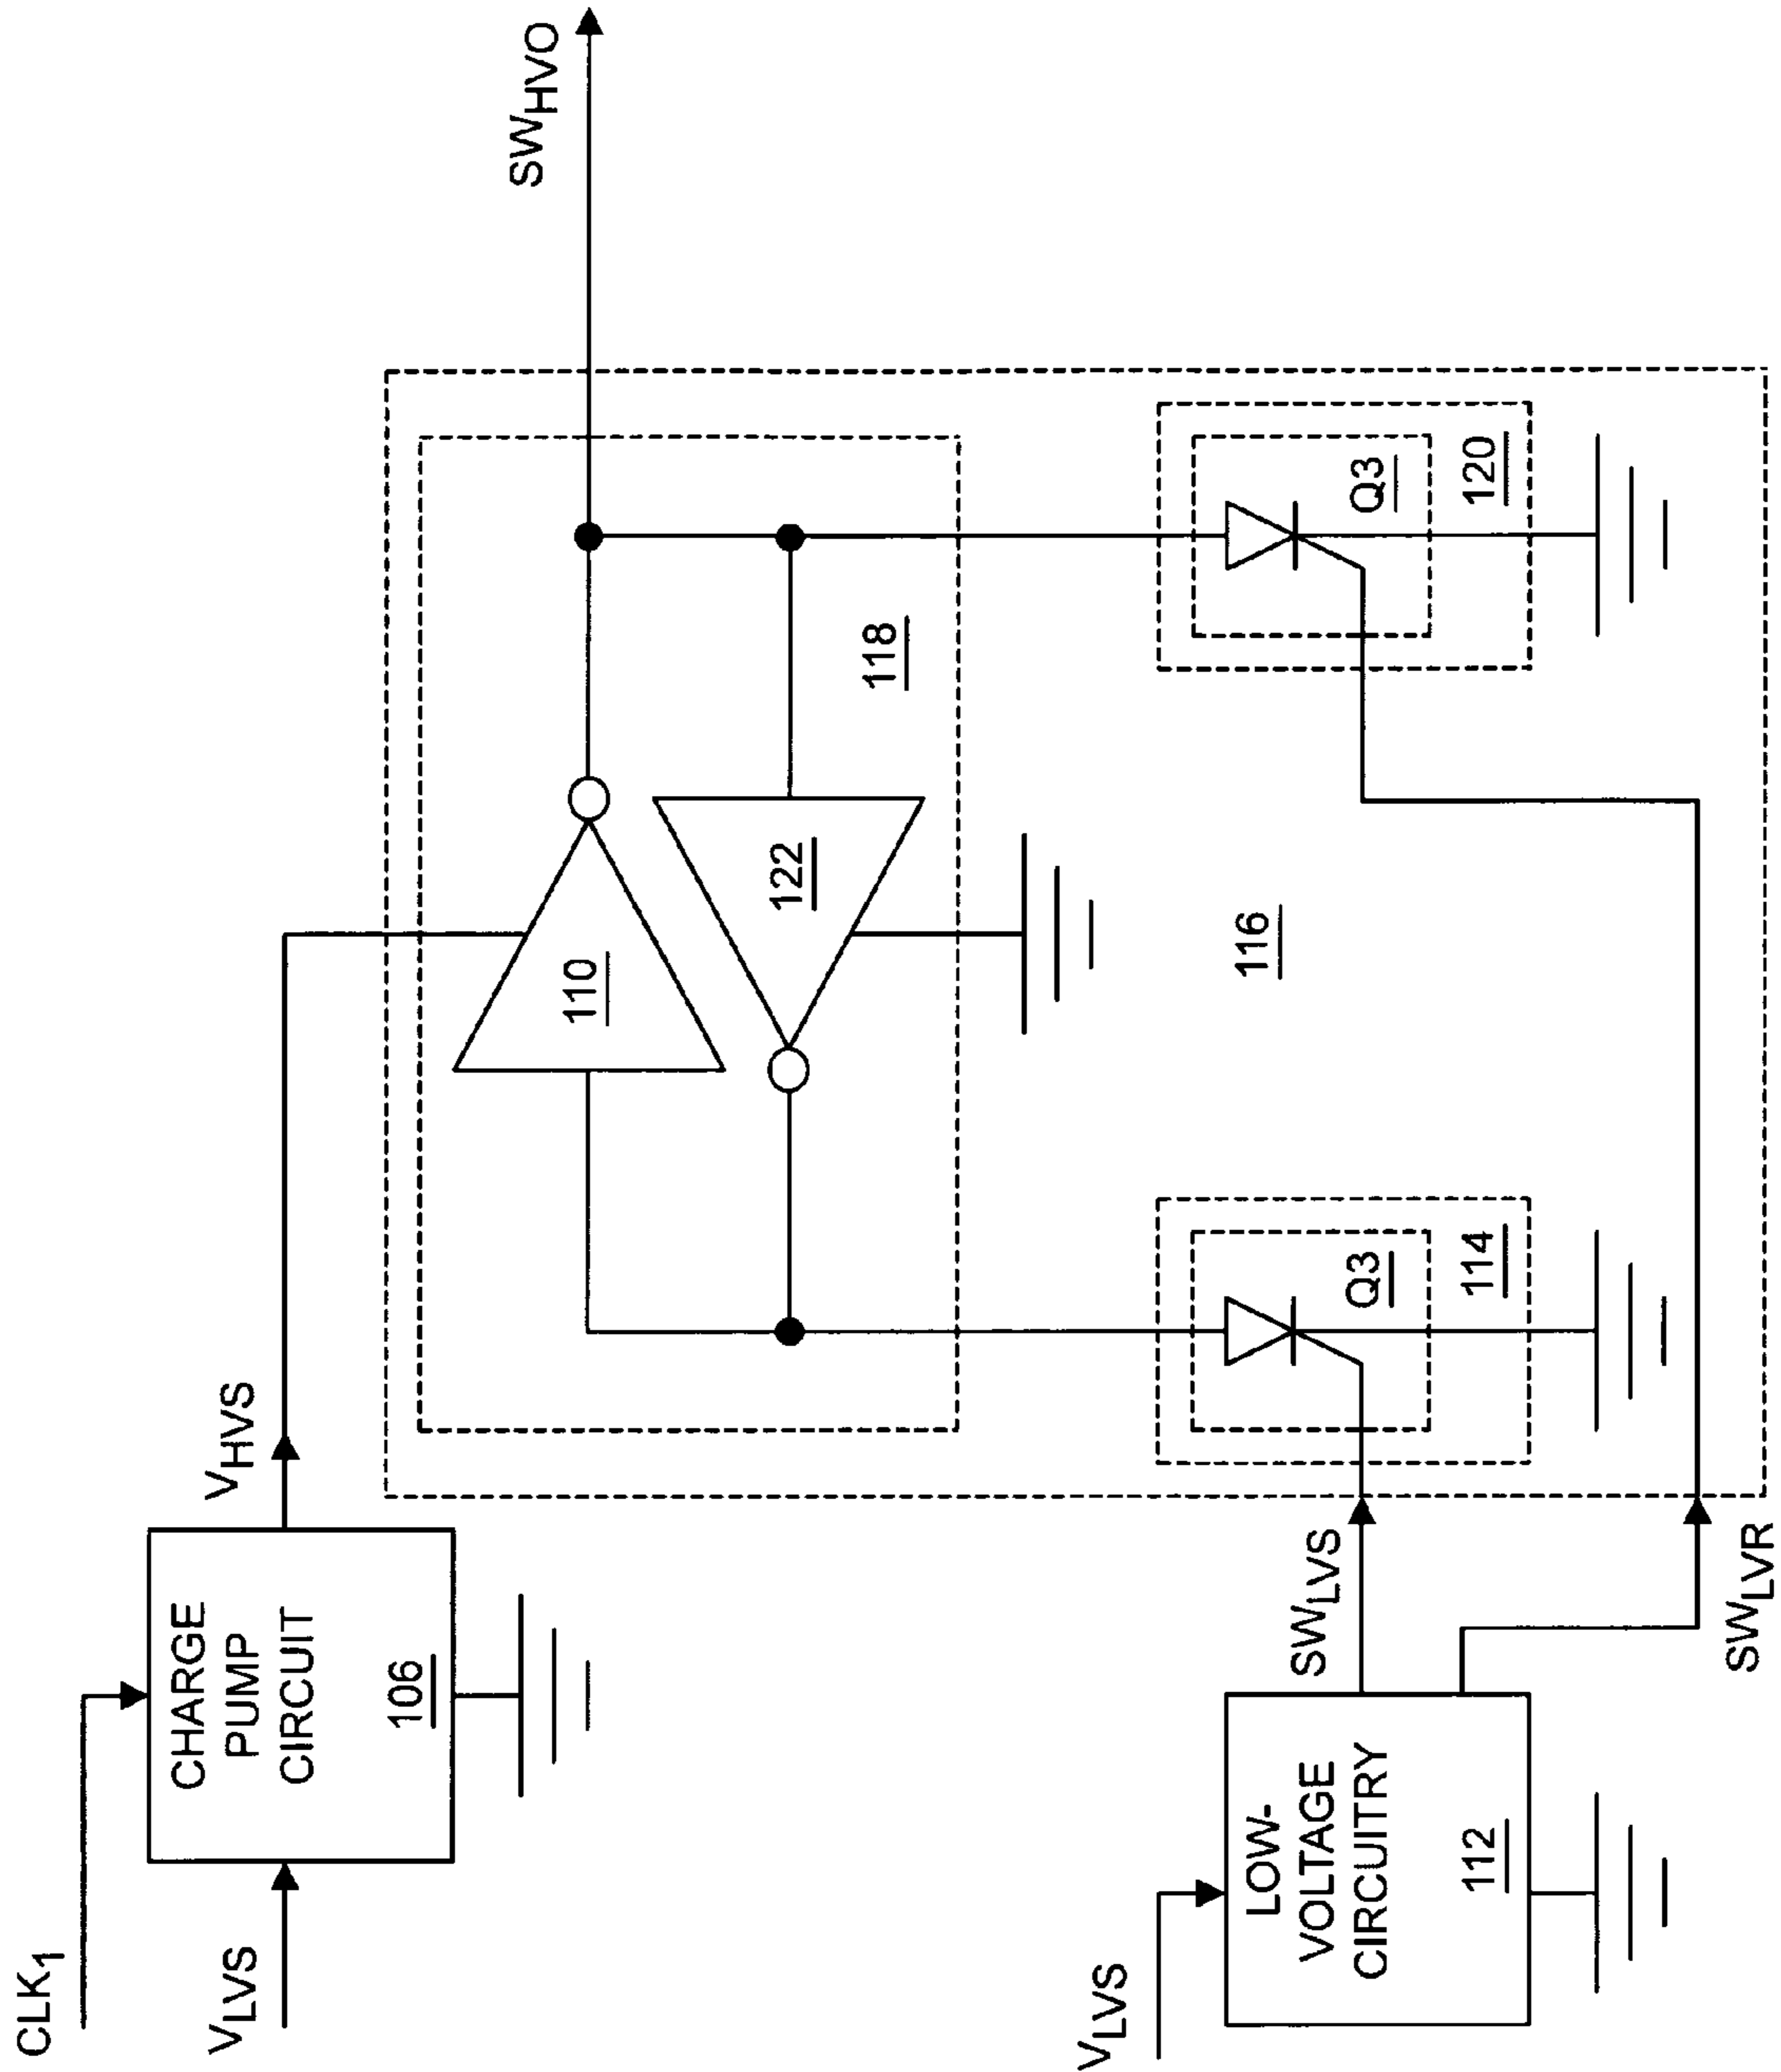 CLK1
VLVS
CHARGE
PUMP
CIRCUIT
106
VHVS
SWHVO
110
122
118
116
VLVS
LOW-
VOLTAGE
CIRCUITRY
112
SWLVS
SWLVR
Q3
114
Q3
120